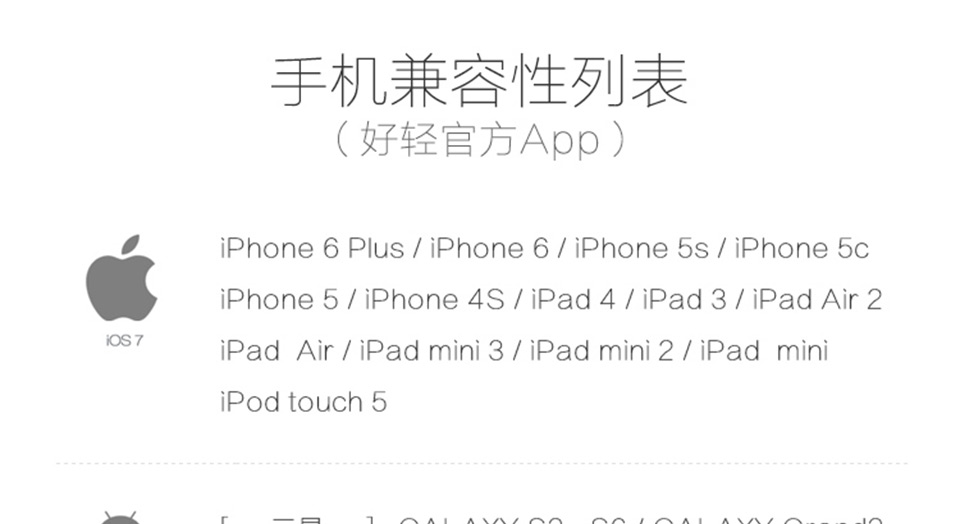 手机兼容性列表
（好轻官方App）
iPhone 6 Plus / iPhone 6 / iPhone 5s / iPhone 5c
iPhone 5 / iPhone 4S / iPad 4 / iPad 3 / iPad Air 2
iOS 7
iPad Air / iPad mini 3 / iPad mini 2 / iPad mini
iPod touch 5